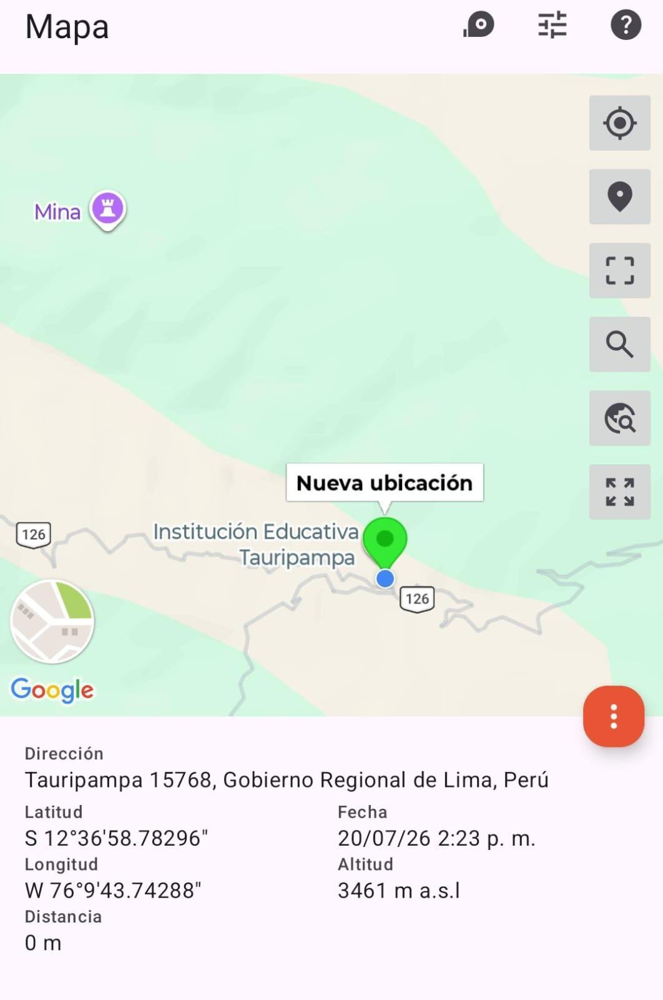 Mapa
Mina
Nueva ubicación
Institución Educativa
Tauripampa
126
126
Google
Dirección
Tauripampa 15768, Gobierno Regional de Lima, Perú
Latitud
Fecha
S 12°36'58.78296"
20/07/26 2:23 p. m.
Longitud
Altitud
W 76°9'43.74288"
3461 m a.s.l
Distancia
0 m